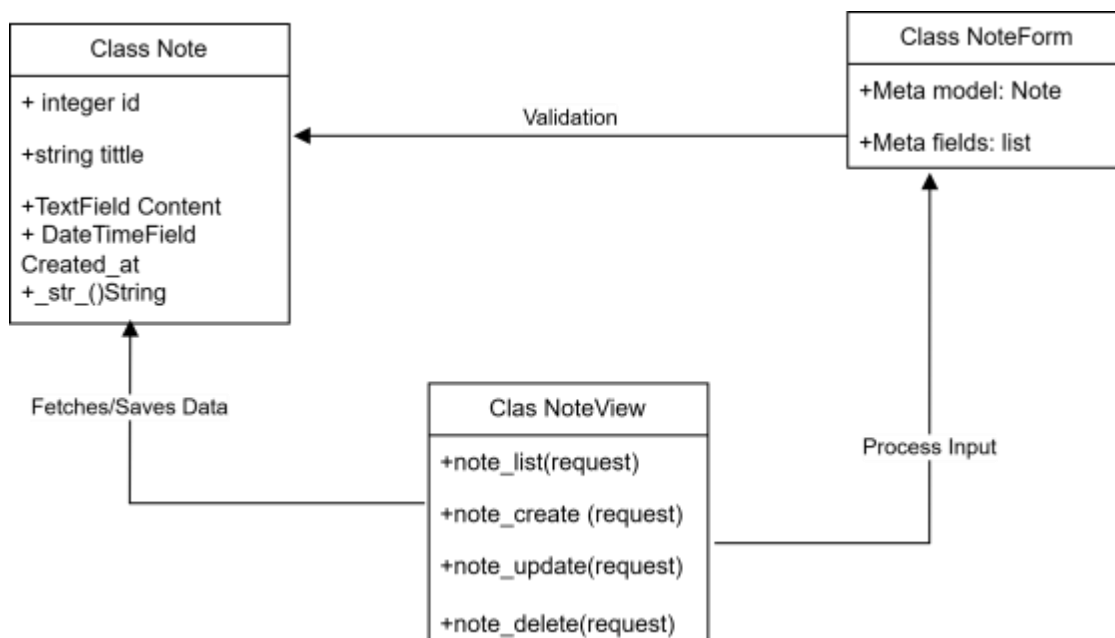 Class Note
+ integer id
+string tittle
+TextField Content
+ DateTimeField
Created_at
+_str_()String
Class NoteForm
+Meta model: Note
+Meta fields: list
Validation
Fetches/Saves Data
Clas NoteView
+note_list(request)
+note_create (request)
+note_update(request)
+note_delete(request)
Process Input